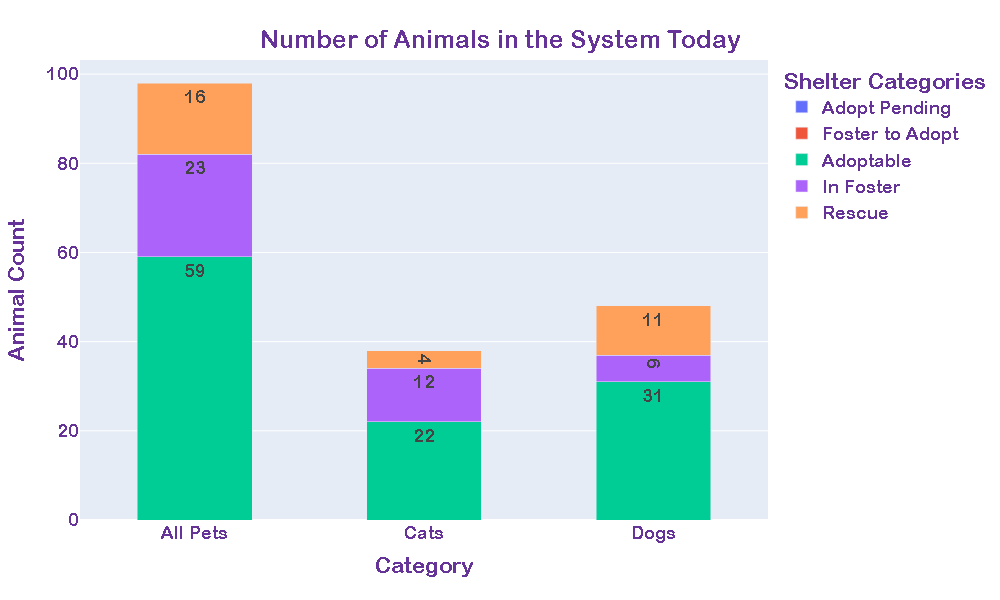 Number of Animals in the System Today
Shelter Categories
Adopt Pending
Foster to Adopt
Adoptable
In Foster
Rescue
Animal Count
100
80
60
40
20
0
16
23
59
4
12
22
11
6
31
All Pets
Cats
Dogs
Category